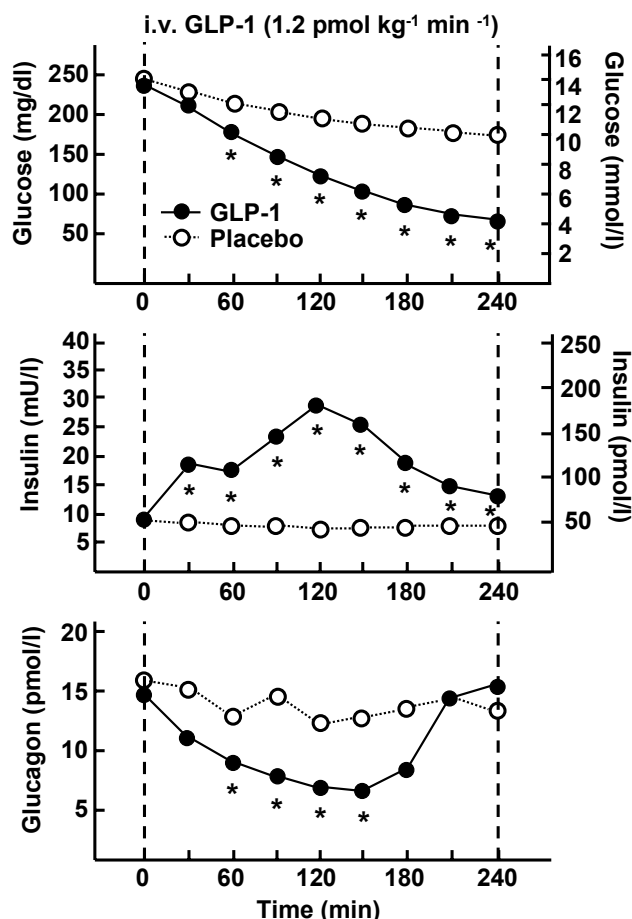 i.v. GLP-1 (1.2 pmol kg-1 min -1)
Glucose (mg/dl)
250
200
150
100
50
16
14
12
10
8
6
4
2
Glucose (mmol/l)
GLP-1
Placebo
* * * * * * *
0 60 120 180 240
Insulin (mU/l)
40
35
30
25
20
15
10
5
250
200
150
100
50
Insulin (pmol/l)
* * * * * * * *
0 60 120 180 240
Glucagon (pmol/l)
20
15
10
5
* * * *
0 60 120 180 240
Time (min)